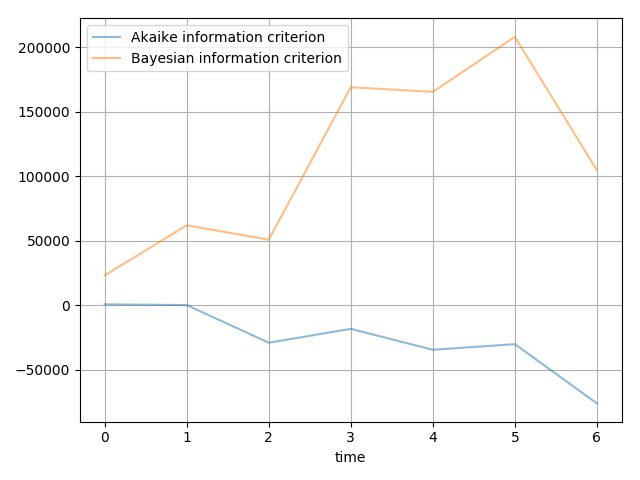 Akaike information criterion
Bayesian information criterion
200000
150000
100000
50000
0
−50000
0 1 2 3 4 5 6
time